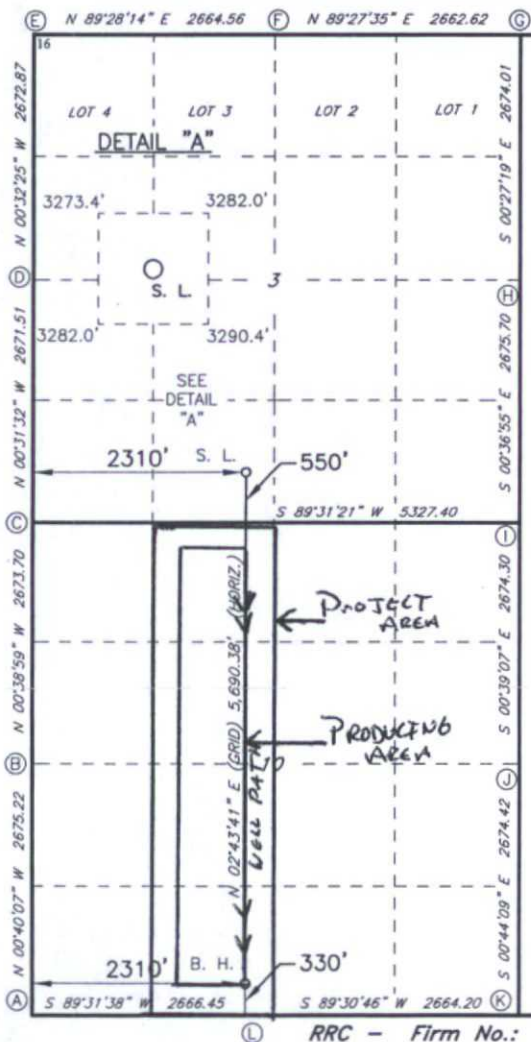 E N 89°28'14" E 2664.56 F N 89°27'35" E 2662.62 G
16
N 00°32'25" W 2672.87
LOT 4 LOT 3 LOT 2 LOT 1
S 00°27'19" E 2674.01
DETAIL "A"
3273.4' 3282.0'
D S. L. 3 H
3282.0' 3290.4'
N 00°31'32" W 2671.51
S 00°36'55" E 2675.70
SEE
DETAIL
"A"
2310' S. L. 550'
S 89°31'21" W 5327.40
C I
N 00°38'59" W 2673.70
S 00°39'07" E 2674.30
PROJECT
AREA
N 02°43'41" E (GRID) 5,690.38' (HORIZ.)
PRODUCING
AREA
WELL PATH
B 10 J
N 00°40'07" W 2675.22
S 00°44'09" E 2674.42
2310' B. H. 330'
A S 89°31'38" W 2666.45 S 89°30'46" W 2664.20 K
L RRC - Firm No.: